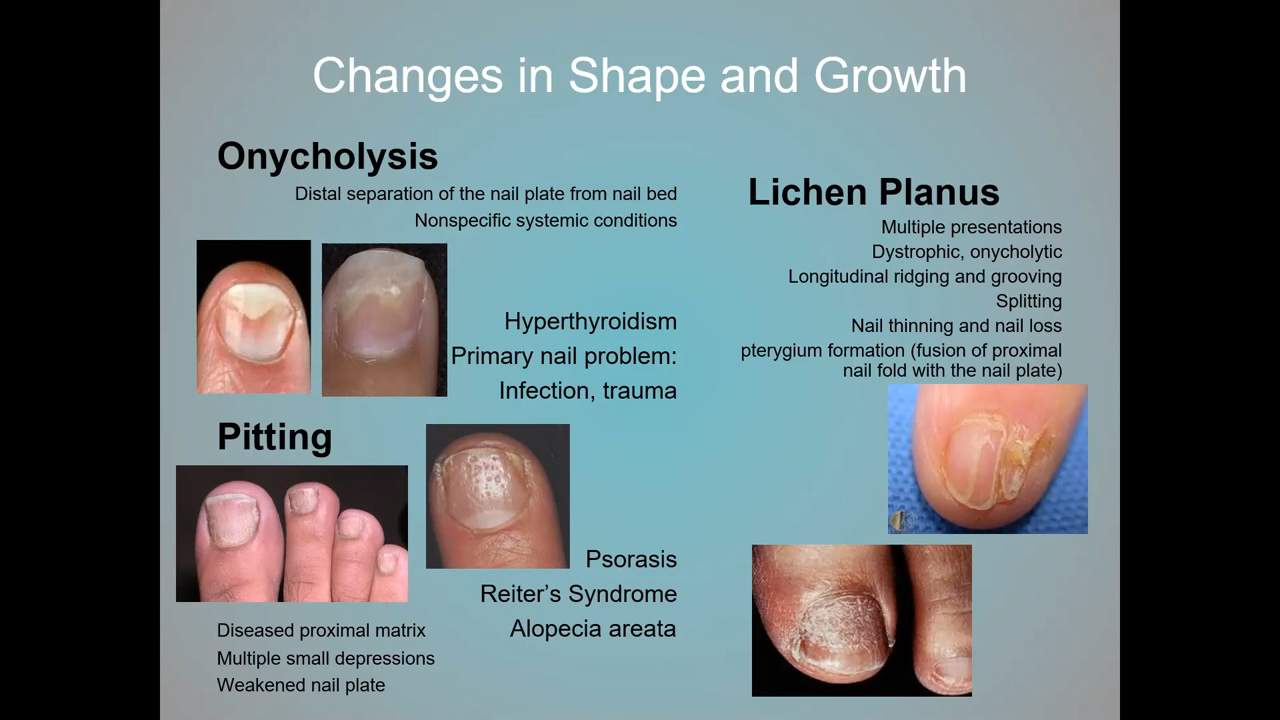 Changes in Shape and Growth
Onycholysis
Distal separation of the nail plate from nail bed
Nonspecific systemic conditions
Hyperthyroidism
Primary nail problem:
Infection, trauma
Pitting
Psorasis
Reiter’s Syndrome
Alopecia areata
Diseased proximal matrix
Multiple small depressions
Weakened nail plate
Lichen Planus
Multiple presentations
Dystrophic, onycholytic
Longitudinal ridging and grooving
Splitting
Nail thinning and nail loss
pterygium formation (fusion of proximal
nail fold with the nail plate)